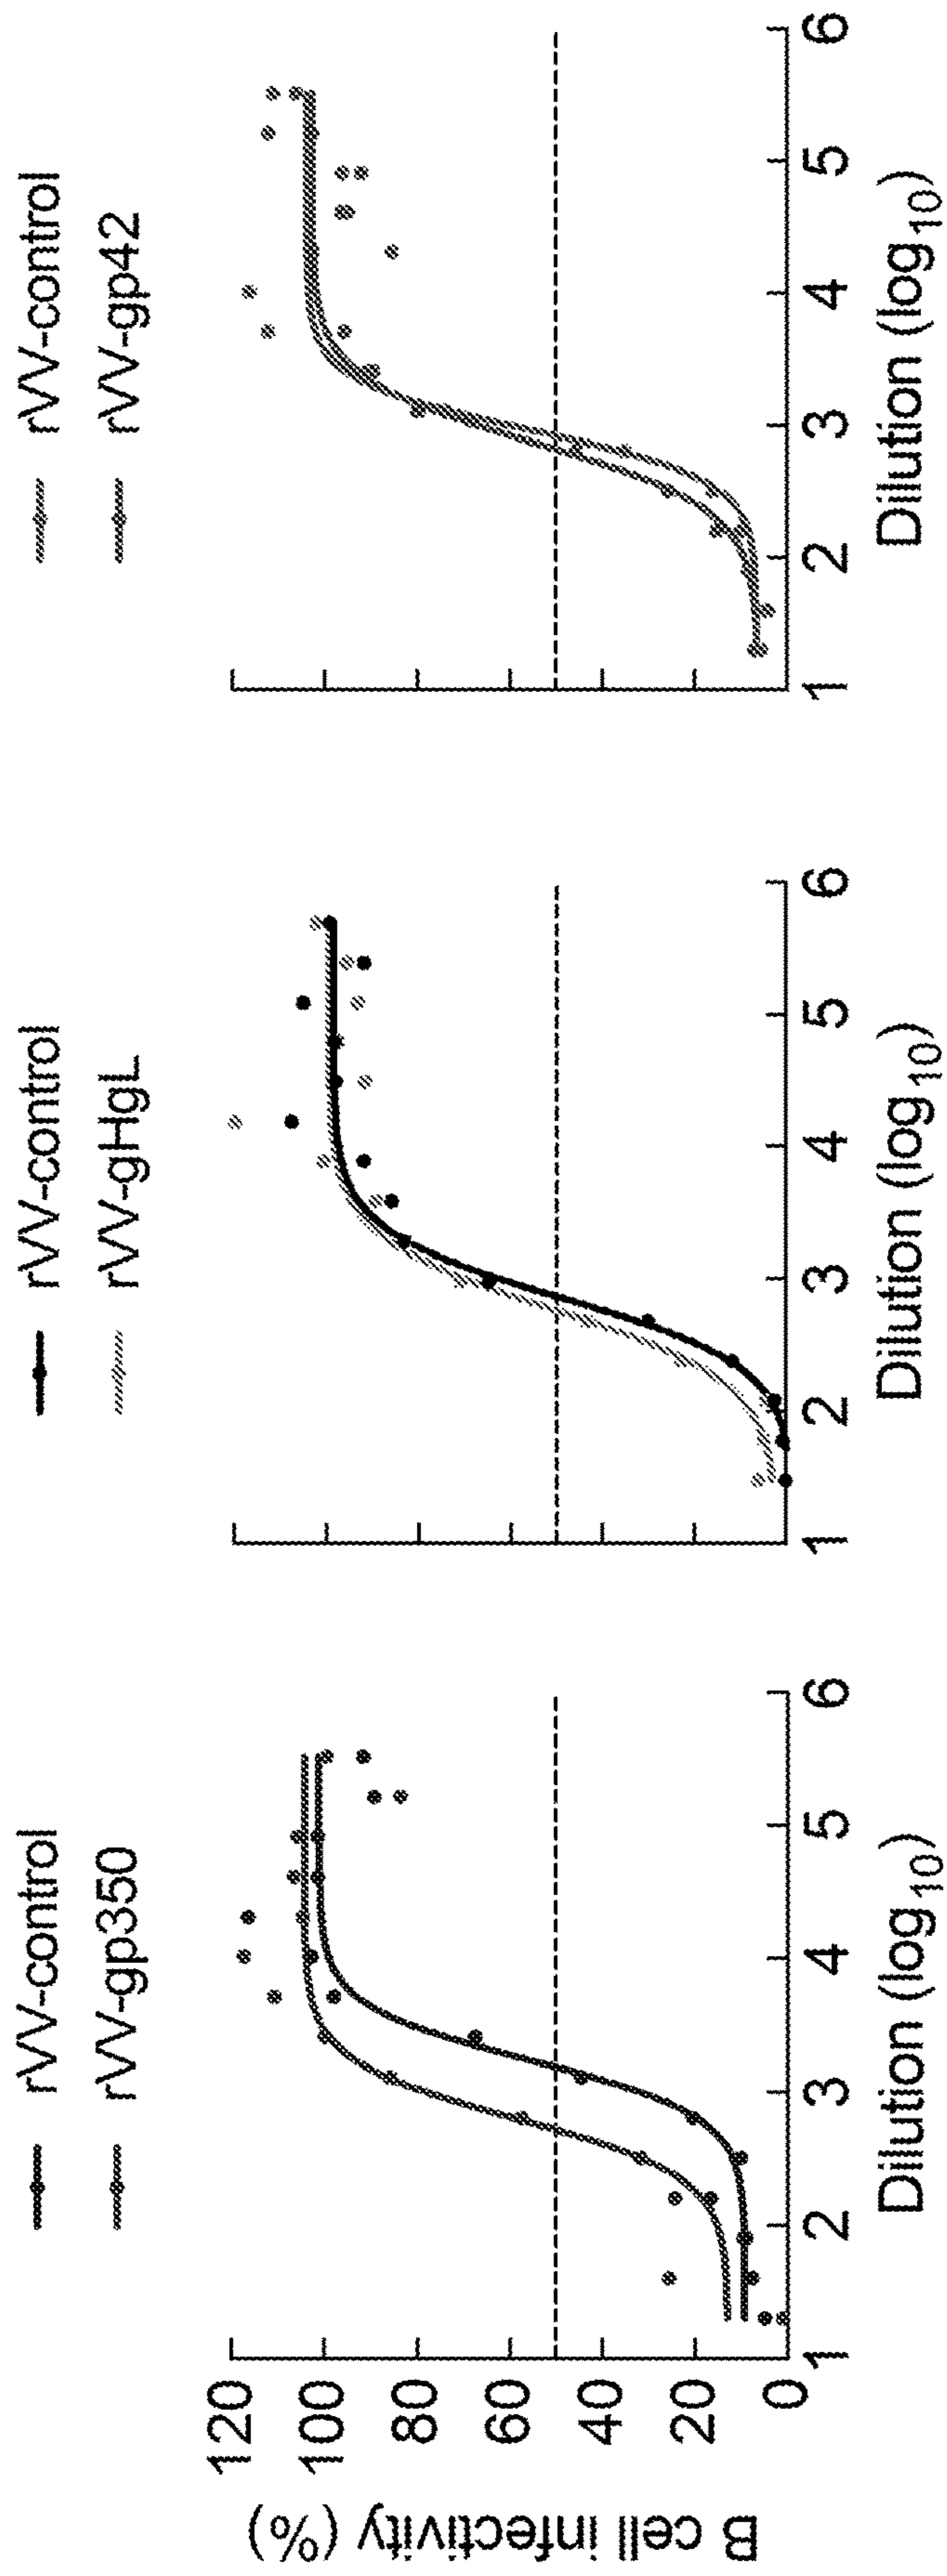 rVV-control
rVV-gp350
B cell infectivity (%)
120
100
80
60
40
20
0
1 2 3 4 5 6
Dilution (log10)
rVV-control
rVV-gHgL
1 2 3 4 5 6
Dilution (log10)
rVV-control
rVV-gp42
1 2 3 4 5 6
Dilution (log10)